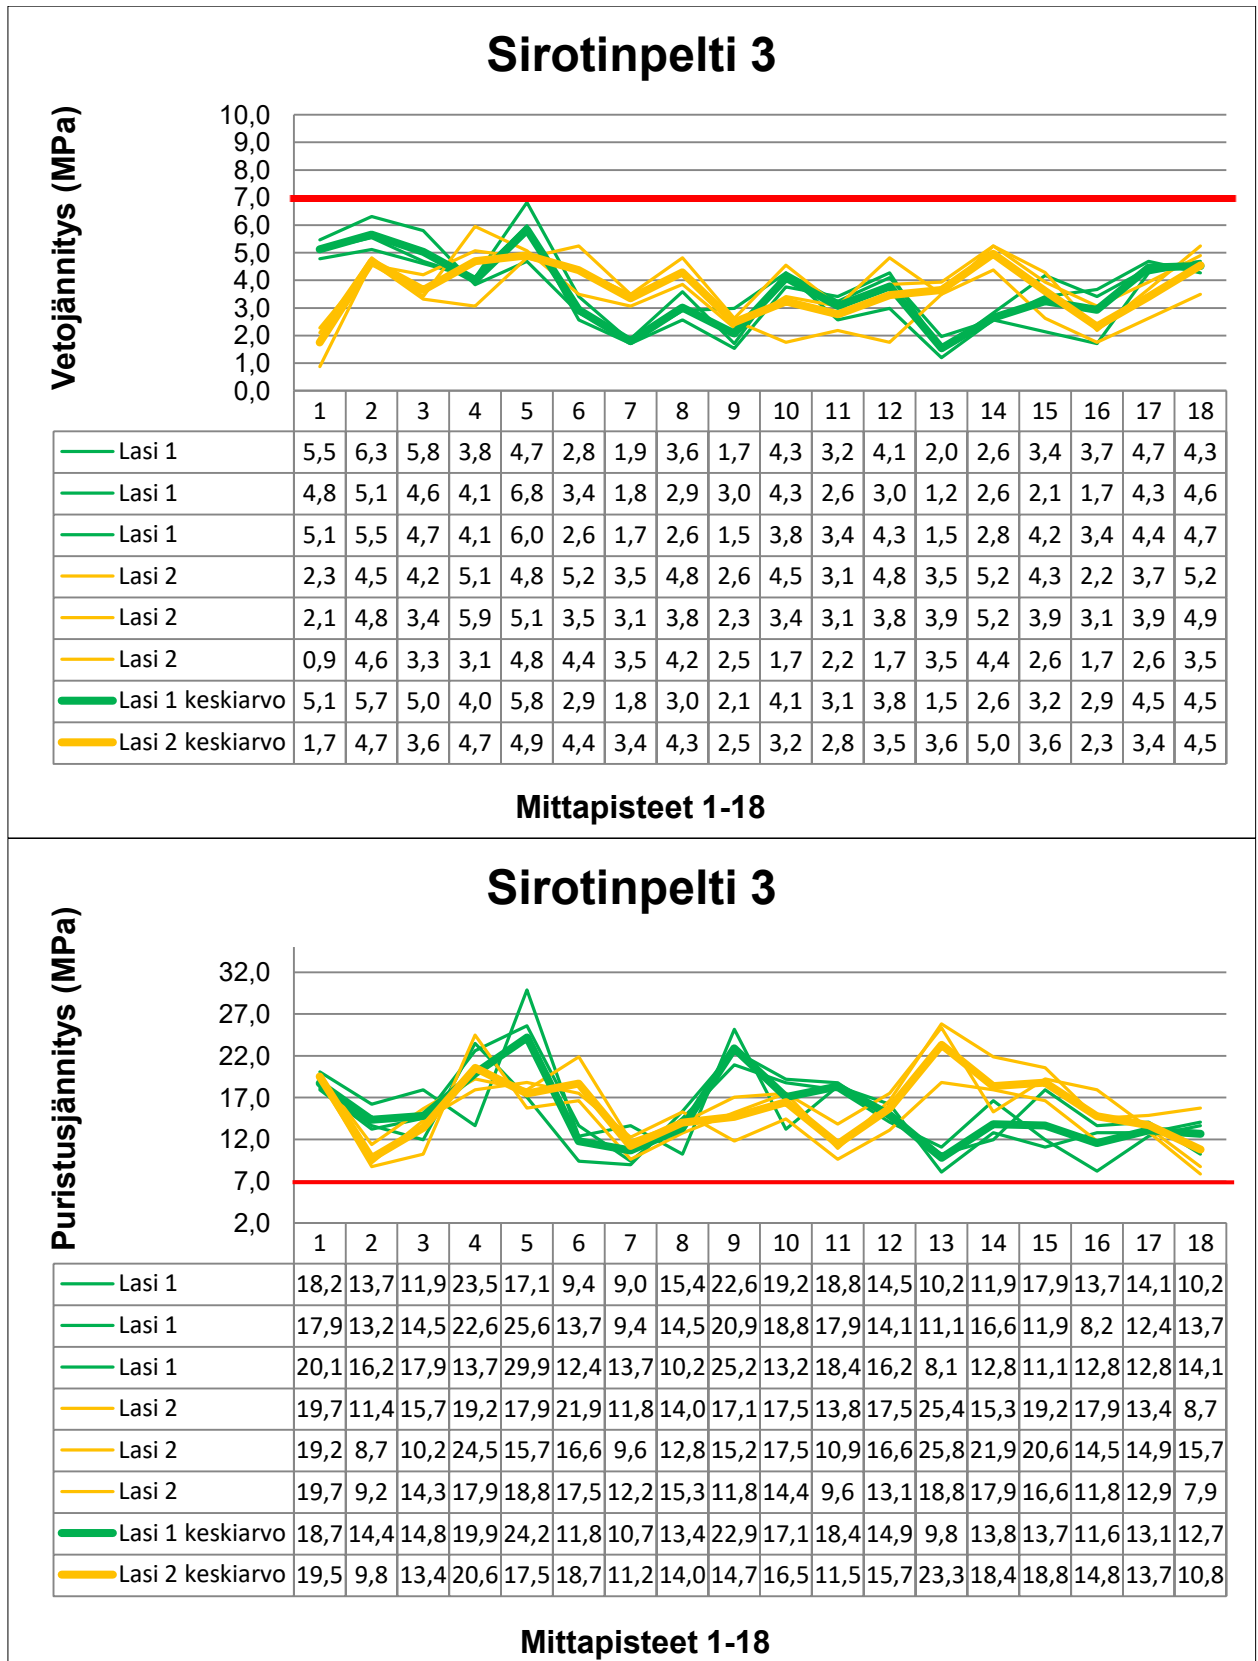 Sirotinpelti 3
Vetojännitys (MPa)
10,0
9,0
8,0
7,0
6,0
5,0
4,0
3,0
2,0
1,0
0,0
1 2 3 4 5 6 7 8 9 10 11 12 13 14 15 16 17 18
Lasi 1 5,5 6,3 5,8 3,8 4,7 2,8 1,9 3,6 1,7 4,3 3,2 4,1 2,0 2,6 3,4 3,7 4,7 4,3
Lasi 1 4,8 5,1 4,6 4,1 6,8 3,4 1,8 2,9 3,0 4,3 2,6 3,0 1,2 2,6 2,1 1,7 4,3 4,6
Lasi 1 5,1 5,5 4,7 4,1 6,0 2,6 1,7 2,6 1,5 3,8 3,4 4,3 1,5 2,8 4,2 3,4 4,4 4,7
Lasi 2 2,3 4,5 4,2 5,1 4,8 5,2 3,5 4,8 2,6 4,5 3,1 4,8 3,5 5,2 4,3 2,2 3,7 5,2
Lasi 2 2,1 4,8 3,4 5,9 5,1 3,5 3,1 3,8 2,3 3,4 3,1 3,8 3,9 5,2 3,9 3,1 3,9 4,9
Lasi 2 0,9 4,6 3,3 3,1 4,8 4,4 3,5 4,2 2,5 1,7 2,2 1,7 3,5 4,4 2,6 1,7 2,6 3,5
Lasi 1 keskiarvo 5,1 5,7 5,0 4,0 5,8 2,9 1,8 3,0 2,1 4,1 3,1 3,8 1,5 2,6 3,2 2,9 4,5 4,5
Lasi 2 keskiarvo 1,7 4,7 3,6 4,7 4,9 4,4 3,4 4,3 2,5 3,2 2,8 3,5 3,6 5,0 3,6 2,3 3,4 4,5
Mittapisteet 1-18
Sirotinpelti 3
Puristusjännitys (MPa)
32,0
27,0
22,0
17,0
12,0
7,0
2,0
1 2 3 4 5 6 7 8 9 10 11 12 13 14 15 16 17 18
Lasi 1 18,2 13,7 11,9 23,5 17,1 9,4 9,0 15,4 22,6 19,2 18,8 14,5 10,2 11,9 17,9 13,7 14,1 10,2
Lasi 1 17,9 13,2 14,5 22,6 25,6 13,7 9,4 14,5 20,9 18,8 17,9 14,1 11,1 16,6 11,9 8,2 12,4 13,7
Lasi 1 20,1 16,2 17,9 13,7 29,9 12,4 13,7 10,2 25,2 13,2 18,4 16,2 8,1 12,8 11,1 12,8 12,8 14,1
Lasi 2 19,7 11,4 15,7 19,2 17,9 21,9 11,8 14,0 17,1 17,5 13,8 17,5 25,4 15,3 19,2 17,9 13,4 8,7
Lasi 2 19,2 8,7 10,2 24,5 15,7 16,6 9,6 12,8 15,2 17,5 10,9 16,6 25,8 21,9 20,6 14,5 14,9 15,7
Lasi 2 19,7 9,2 14,3 17,9 18,8 17,5 12,2 15,3 11,8 14,4 9,6 13,1 18,8 17,9 16,6 11,8 12,9 7,9
Lasi 1 keskiarvo 18,7 14,4 14,8 19,9 24,2 11,8 10,7 13,4 22,9 17,1 18,4 14,9 9,8 13,8 13,7 11,6 13,1 12,7
Lasi 2 keskiarvo 19,5 9,8 13,4 20,6 17,5 18,7 11,2 14,0 14,7 16,5 11,5 15,7 23,3 18,4 18,8 14,8 13,7 10,8
Mittapisteet 1-18